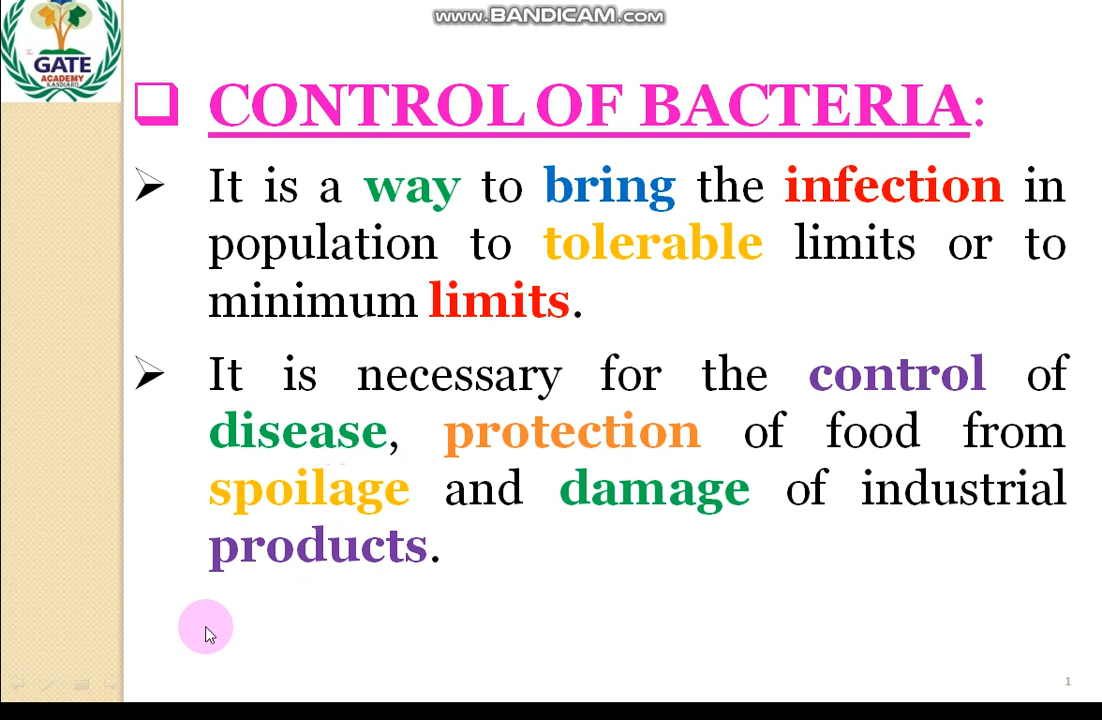 www.BANDICAM.com
GATE
ACADEMY
KANDIARO
❑ CONTROL OF BACTERIA:
➢ It is a way to bring the infection in
population to tolerable limits or to
minimum limits.
➢ It is necessary for the control of
disease, protection of food from
spoilage and damage of industrial
products.
1